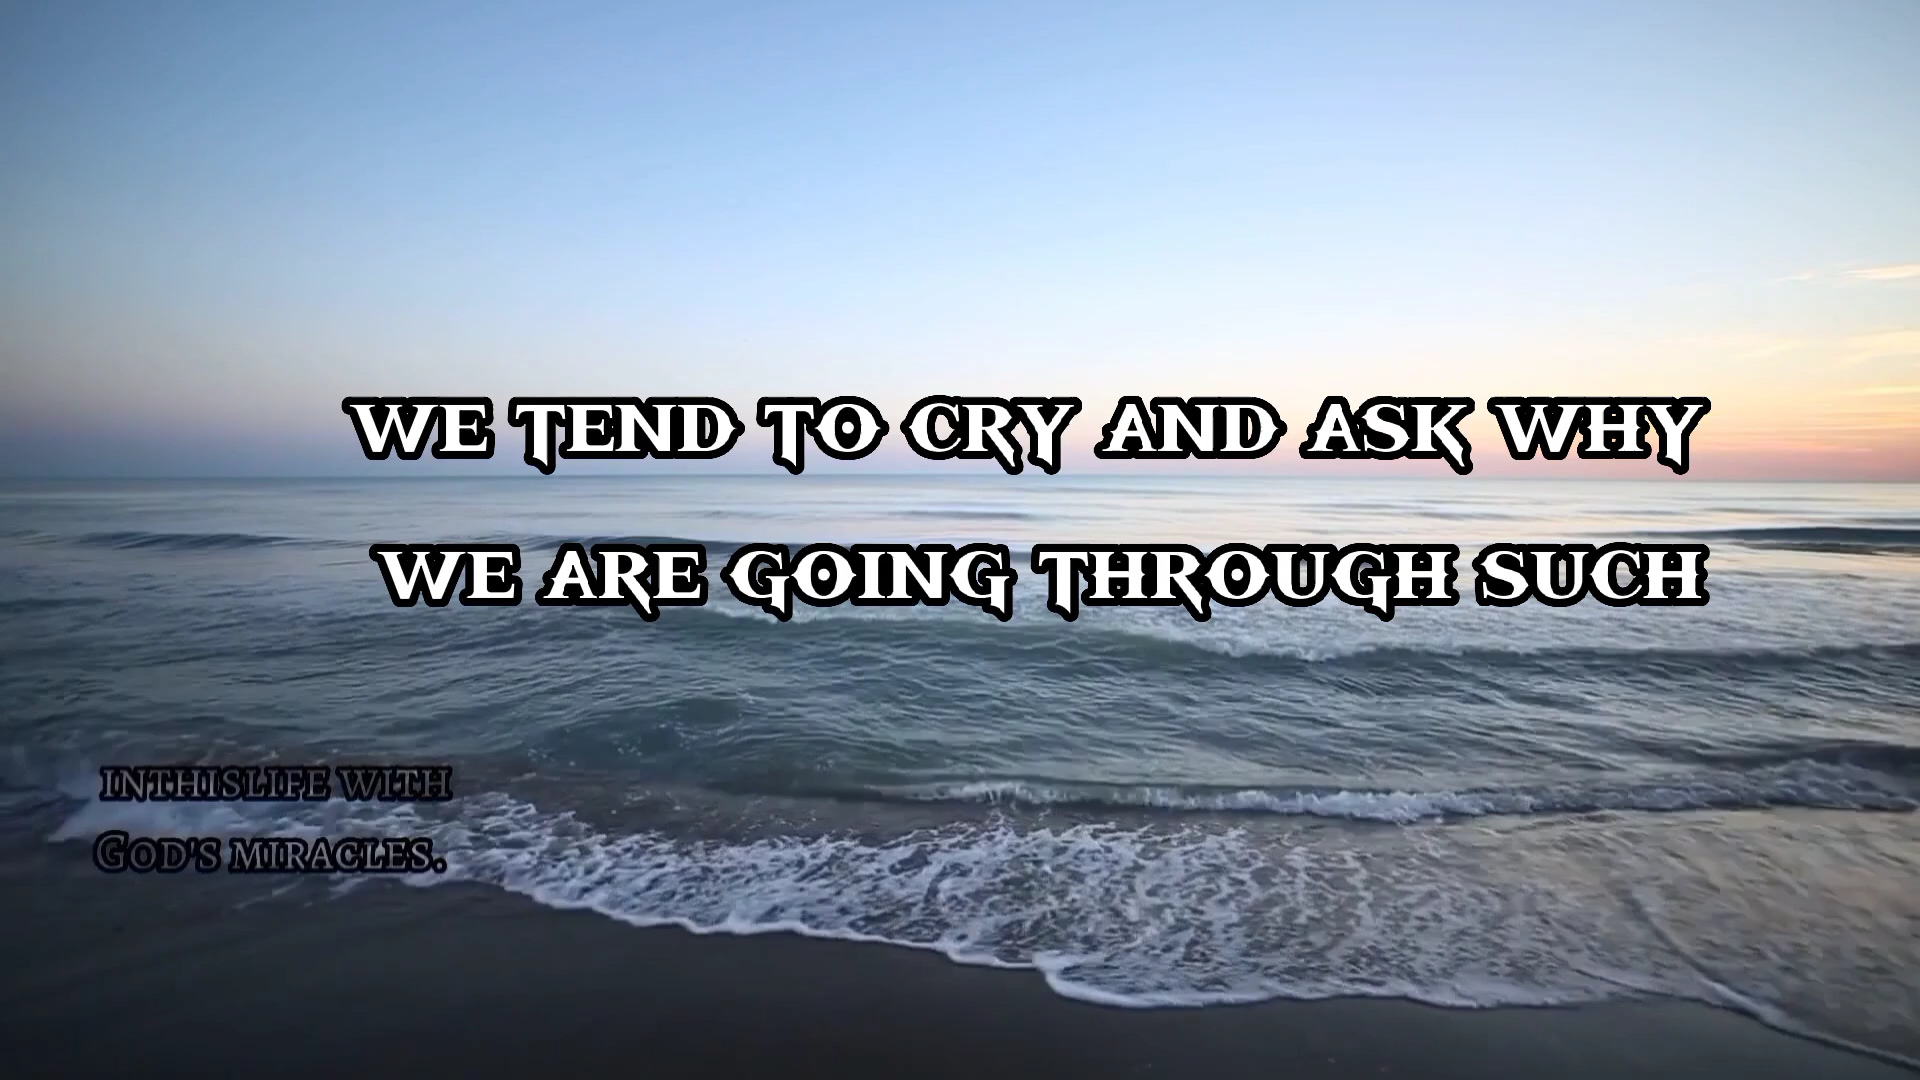 WE TEND TO CRY AND ASK WHY
WE ARE GOING THROUGH SUCH
INTHISLIFE WITH
GOD'S MIRACLES.